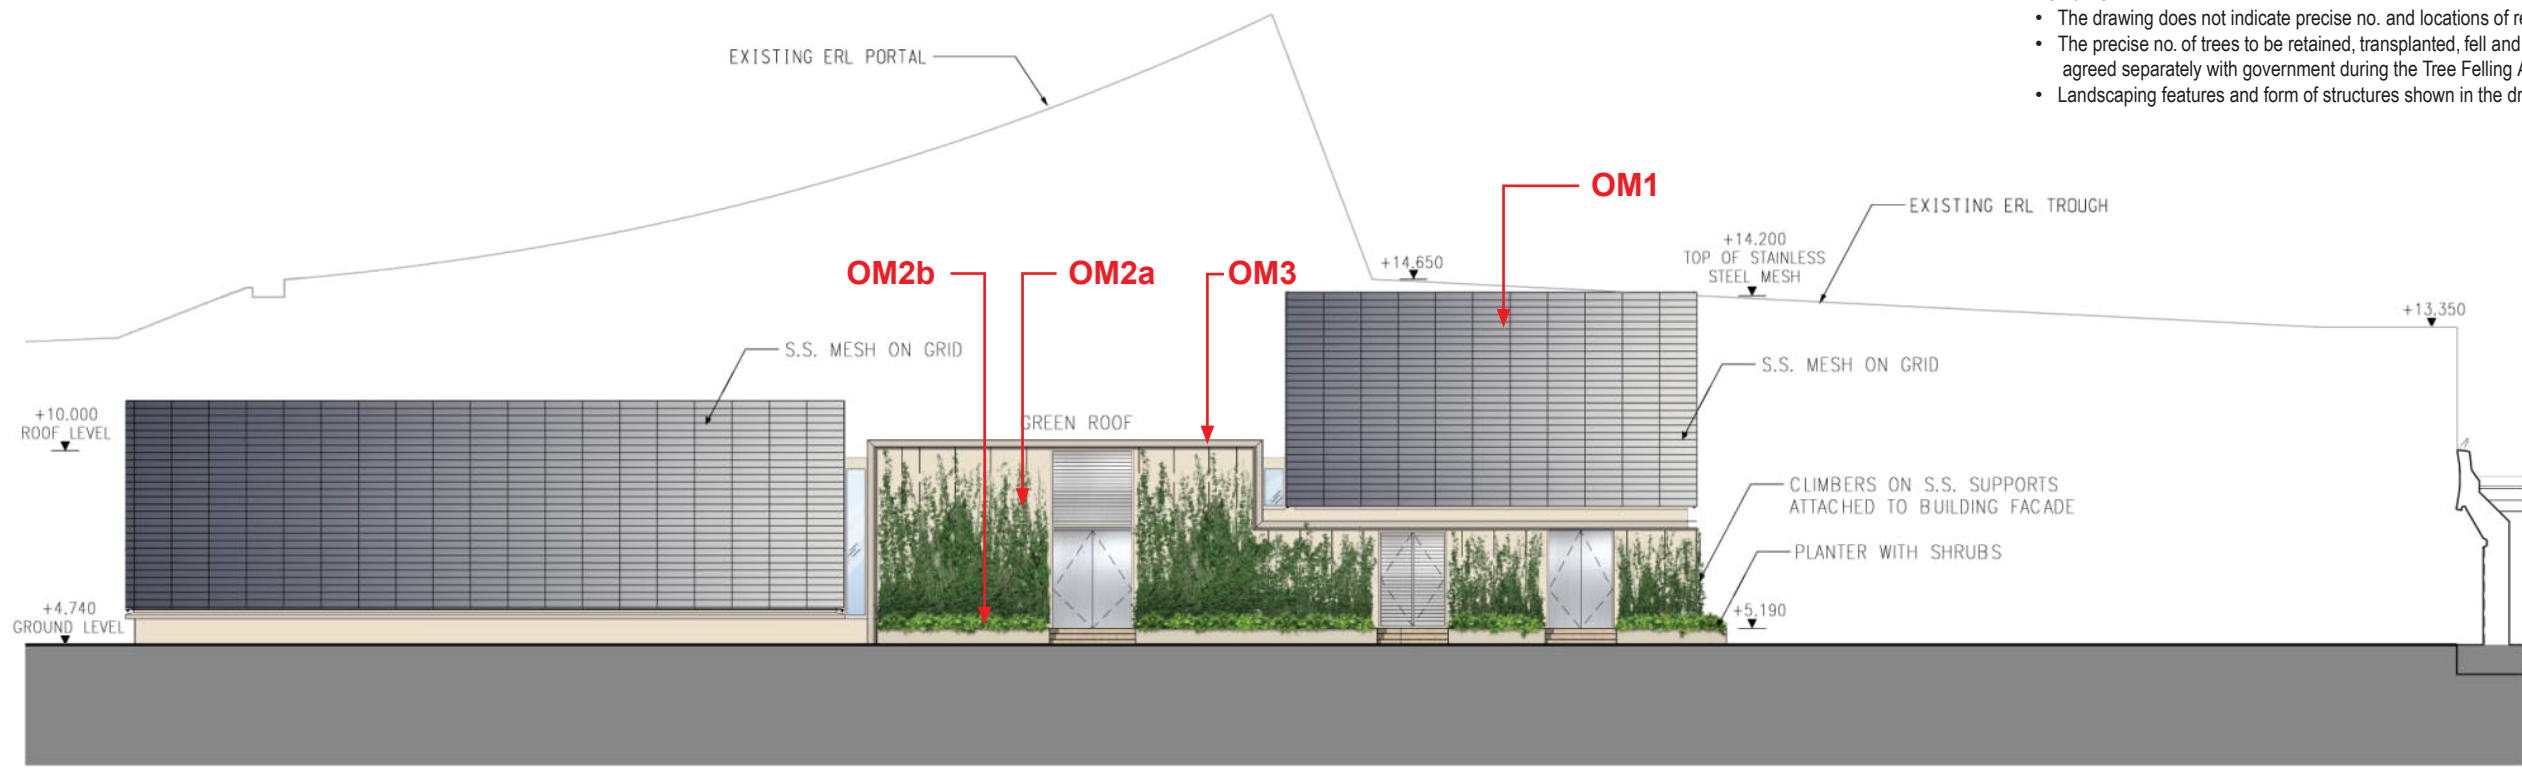 • The drawing does not indicate precise no. and locations of
• The precise no. of trees to be retained, transplanted, fell and
agreed separately with government during the Tree Felling
• Landscaping features and form of structures shown in the
EXISTING ERL PORTAL
OM1
EXISTING ERL TROUGH
+14.200
TOP OF STAINLESS
STEEL MESH
+14.650
OM2b
OM2a
OM3
+13.350
S.S. MESH ON GRID
S.S. MESH ON GRID
+10.000
ROOF LEVEL
GREEN ROOF
CLIMBERS ON S.S. SUPPORTS
ATTACHED TO BUILDING FACADE
PLANTER WITH SHRUBS
+4.740
GROUND LEVEL
+5.190